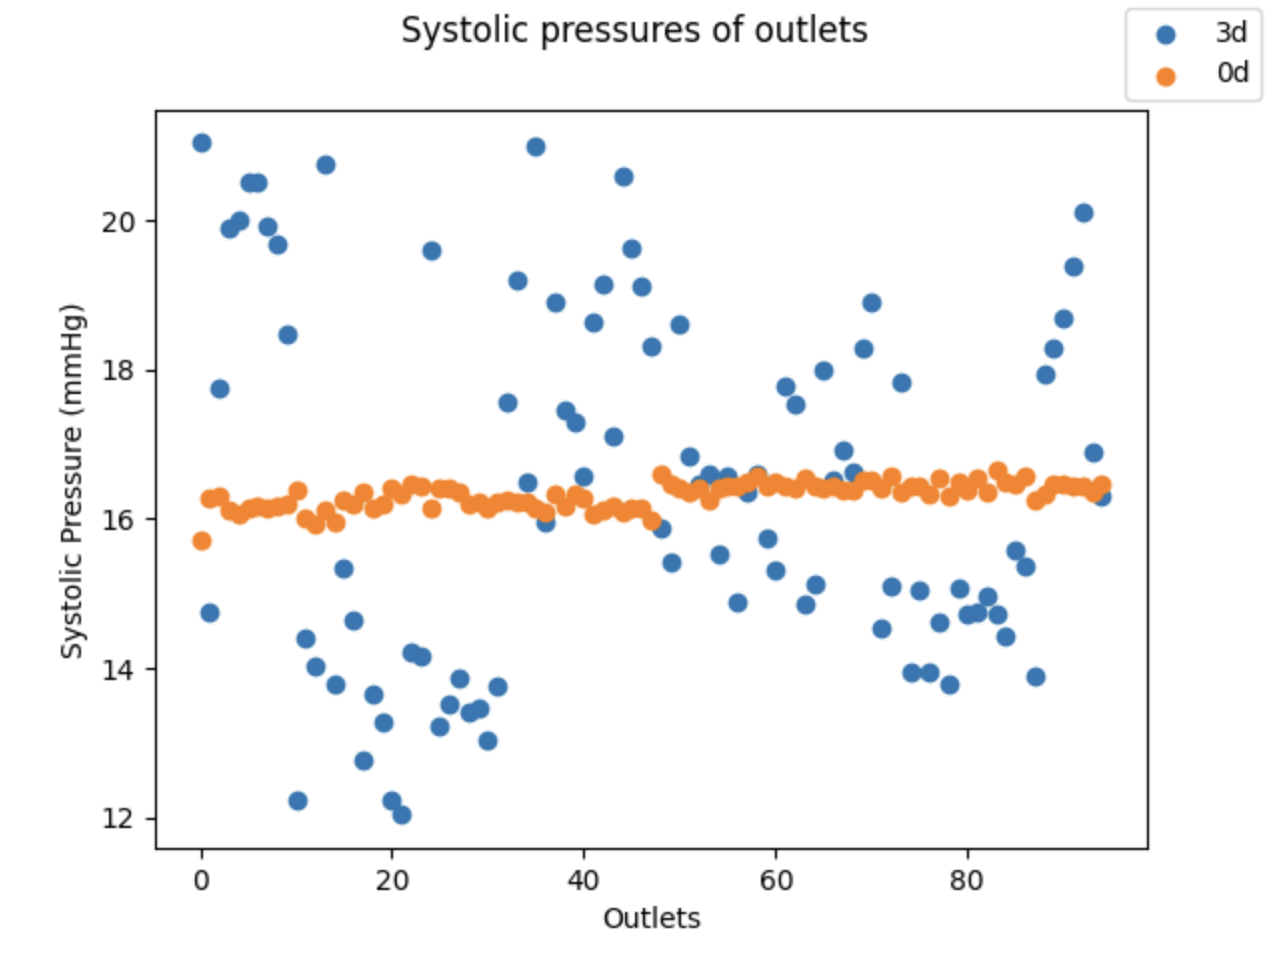 Systolic pressures of outlets
3d
0d
Systolic Pressure (mmHg)
20
18
16
14
12
0 20 40 60 80
Outlets